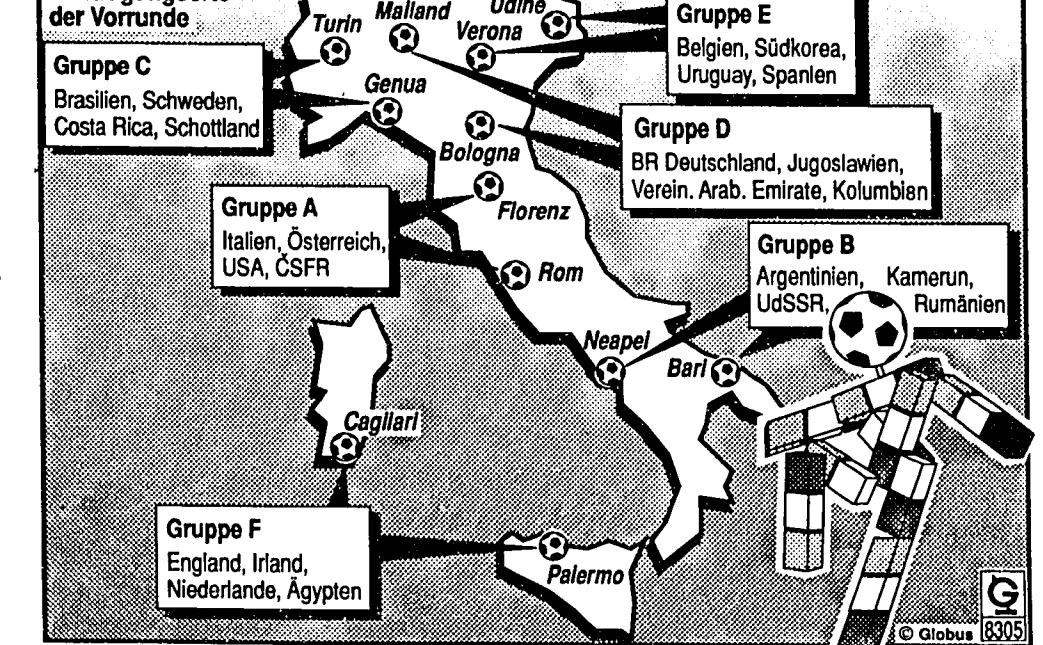 der Vorrunde
Turin
Mailand
Udine
Verona
Gruppe E
Belgien, Südkorea,
Uruguay, Spanien
Gruppe C
Brasilien, Schweden,
Costa Rica, Schottland
Genua
Bologna
Gruppe D
BR Deutschland, Jugoslawien,
Verein. Arab. Emirate, Kolumbien
Gruppe A
Italien, Österreich,
USA, ČSFR
Florenz
Rom
Gruppe B
Argentinien, Kamerun,
UdSSR, Rumänien
Neapel
Bari
Cagliari
Gruppe F
England, Irland,
Niederlande, Ägypten
Palermo
G
© Globus 8305